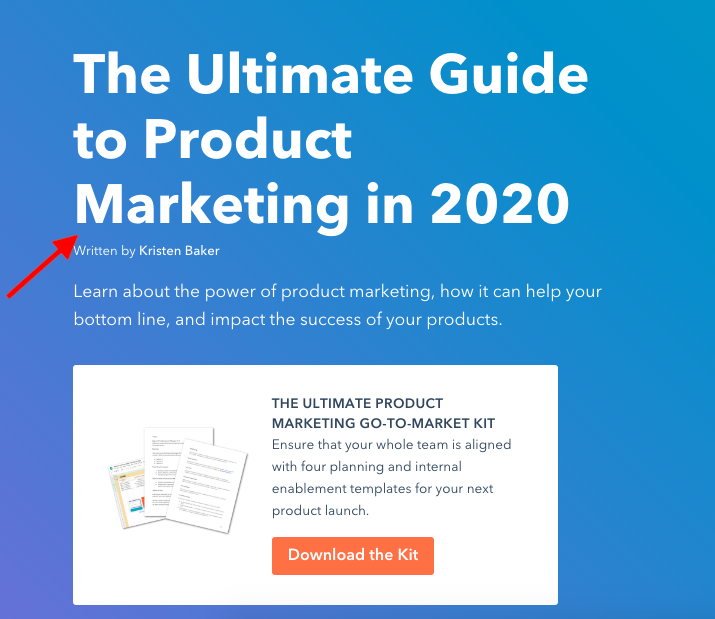 The Ultimate Guide
to Product
Marketing in 2020
Written by Kristen Baker
Learn about the power of product marketing, how it can help your
bottom line, and impact the success of your products.
THE ULTIMATE PRODUCT
MARKETING GO-TO-MARKET KIT
Ensure that your whole team is aligned
with four planning and internal
enablement templates for your next
product launch.
Download the Kit